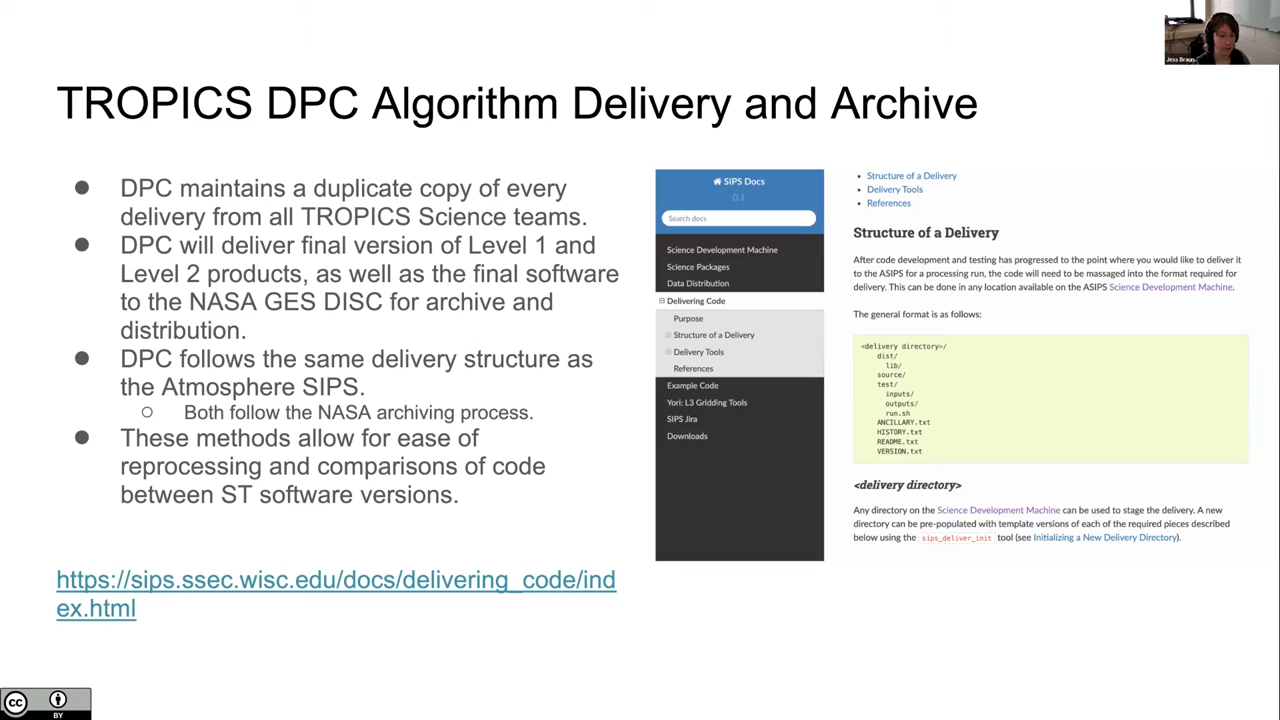 Jess Braun
TROPICS DPC Algorithm Delivery and Archive
● DPC maintains a duplicate copy of every
delivery from all TROPICS Science teams.
● DPC will deliver final version of Level 1 and
Level 2 products, as well as the final software
to the NASA GES DISC for archive and
distribution.
● DPC follows the same delivery structure as
the Atmosphere SIPS.
○ Both follow the NASA archiving process.
● These methods allow for ease of
reprocessing and comparisons of code
between ST software versions.
https://sips.ssec.wisc.edu/docs/delivering_code/ind
ex.html
SIPS Docs
0.1
Search docs
Science Development Machine
Science Packages
Data Distribution
Delivering Code
Purpose
Structure of a Delivery
Delivery Tools
References
Example Code
Yori: L3 Gridding Tools
SIPS Jira
Downloads
• Structure of a Delivery
• Delivery Tools
• References
Structure of a Delivery
After code development and testing has progressed to the point where you would like to deliver it
to the ASIPS for a processing run, the code will need to be massaged into the format required for
delivery. This can be done in any location available on the ASIPS Science Development Machine.
The general format is as follows:
<delivery directory>/
dist/
lib/
source/
test/
inputs/
outputs/
run.sh
ANCILLARY.txt
HISTORY.txt
README.txt
VERSION.txt
<delivery directory>
Any directory on the Science Development Machine can be used to stage the delivery. A new
directory can be pre-populated with template versions of each of the required pieces described
below using the sips_deliver_init tool (see Initializing a New Delivery Directory).
cc
BY